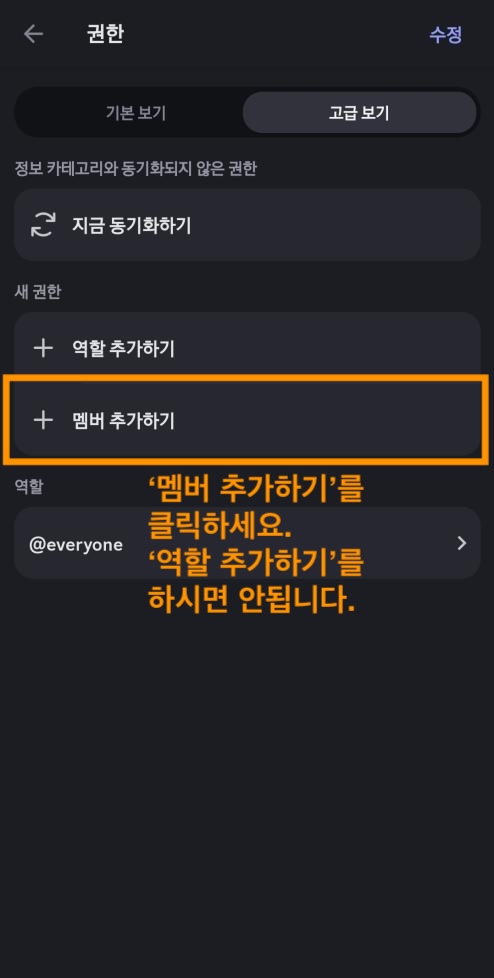 권한
수정
기본 보기
고급 보기
정보 카테고리와 동기화되지 않은 권한
지금 동기화하기
새 권한
역할 추가하기
멤버 추가하기
역할
‘멤버 추가하기’를
클릭하세요.
@everyone
‘역할 추가하기’를
하시면 안됩니다.